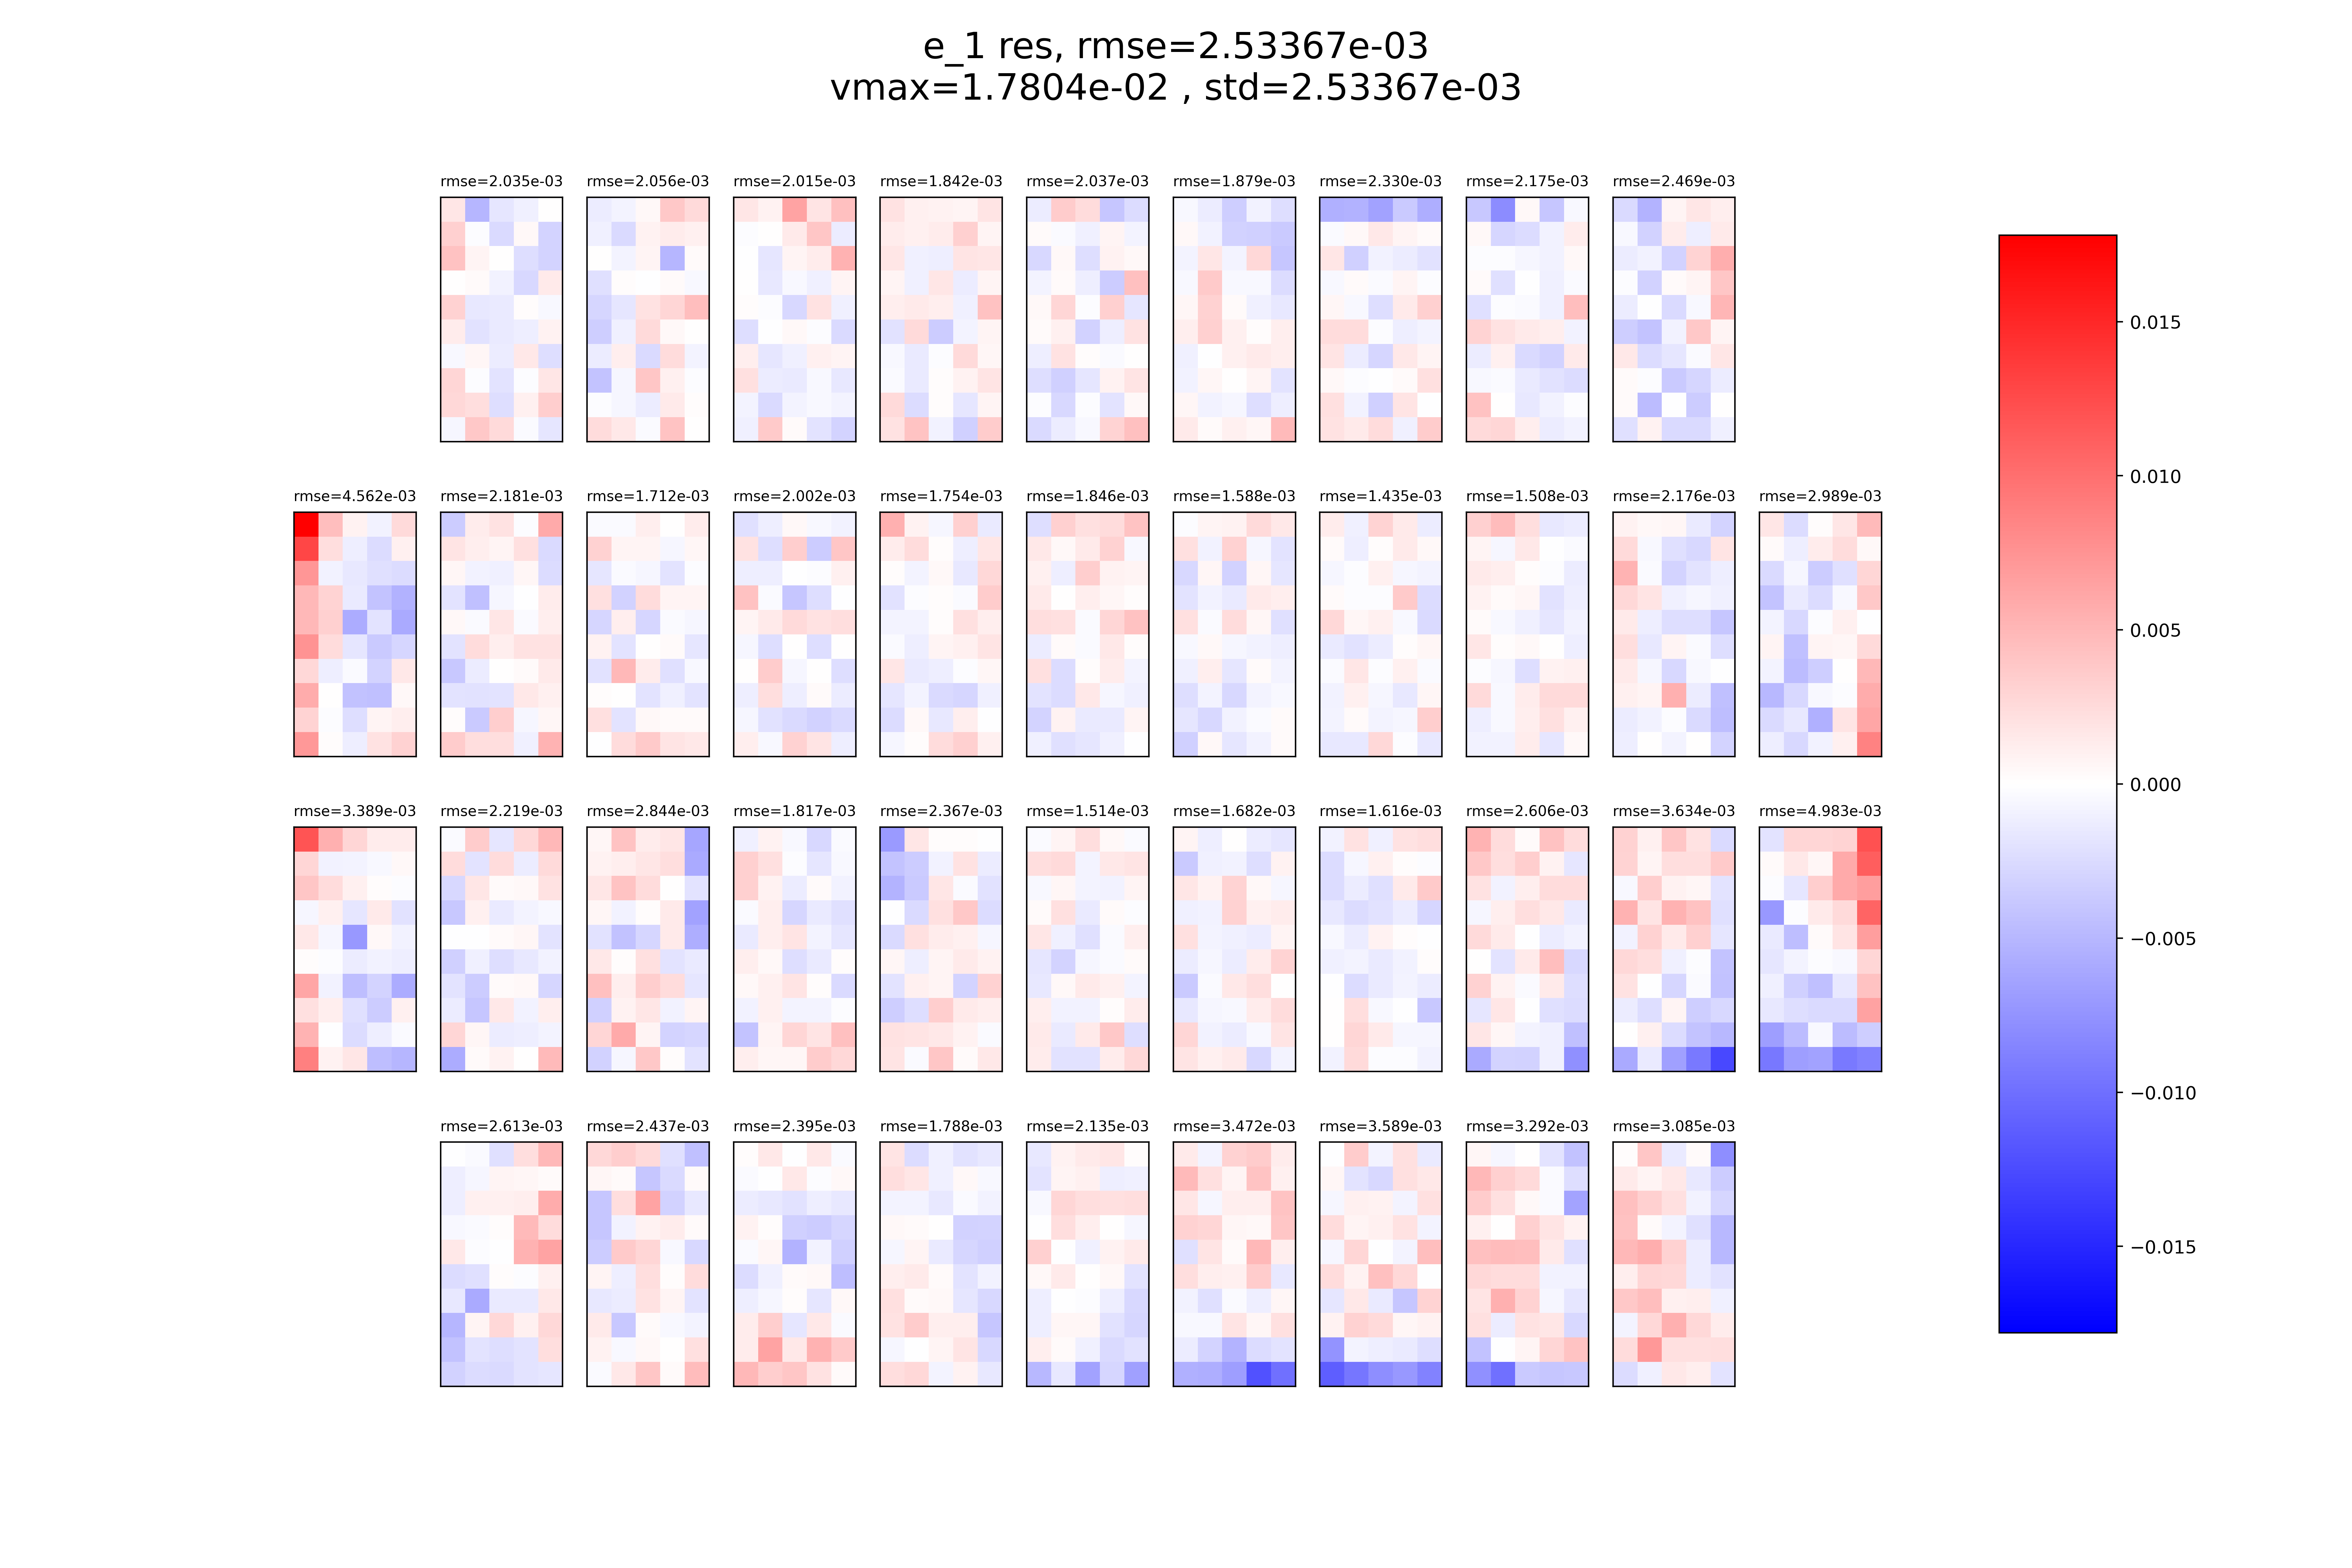 e_1 res, rmse=2.53367e-03
vmax=1.7804e-02 , std=2.53367e-03
rmse=2.035e-03 rmse=2.056e-03 rmse=2.015e-03 rmse=1.842e-03 rmse=2.037e-03 rmse=1.879e-03 rmse=2.330e-03 rmse=2.175e-03 rmse=2.469e-03
rmse=4.562e-03 rmse=2.181e-03 rmse=1.712e-03 rmse=2.002e-03 rmse=1.754e-03 rmse=1.846e-03 rmse=1.588e-03 rmse=1.435e-03 rmse=1.508e-03 rmse=2.176e-03 rmse=2.989e-03
rmse=3.389e-03 rmse=2.219e-03 rmse=2.844e-03 rmse=1.817e-03 rmse=2.367e-03 rmse=1.514e-03 rmse=1.682e-03 rmse=1.616e-03 rmse=2.606e-03 rmse=3.634e-03 rmse=4.983e-03
rmse=2.613e-03 rmse=2.437e-03 rmse=2.395e-03 rmse=1.788e-03 rmse=2.135e-03 rmse=3.472e-03 rmse=3.589e-03 rmse=3.292e-03 rmse=3.085e-03
0.015
0.010
0.005
0.000
−0.005
−0.010
−0.015